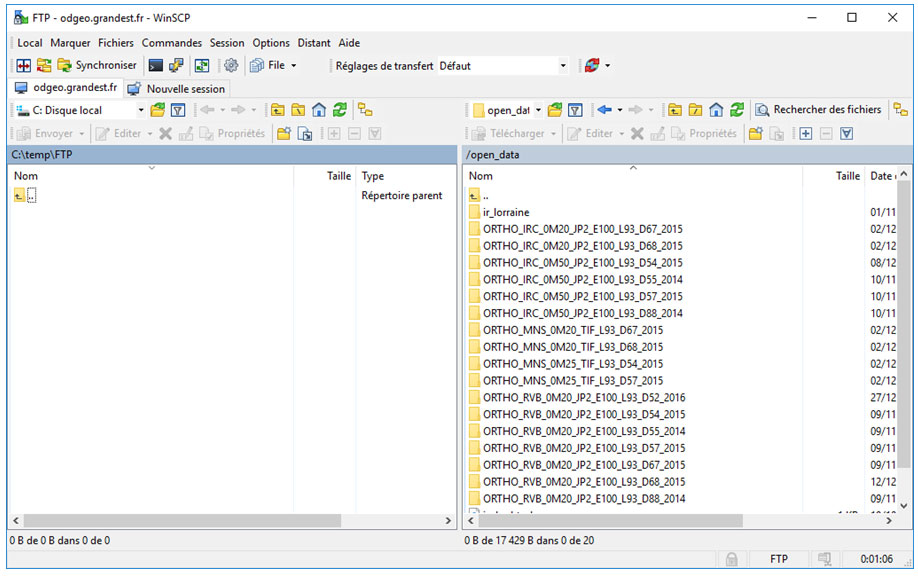 FTP - odgeo.grandest.fr - WinSCP
Local Marquer Fichiers Commandes Session Options Distant Aide
Synchroniser File Réglages de transfert Défaut
odgeo.grandest.fr Nouvelle session
C: Disque local open_dat Rechercher des fichiers
Envoyer Editer Propriétés Télécharger Editer Propriétés
C:\temp\FTP /open_data
Nom Taille Type Nom Taille Date
.. Répertoire parent ..
ir_lorraine 01/11
ORTHO_IRC_0M20_JP2_E100_L93_D67_2015 02/12
ORTHO_IRC_0M20_JP2_E100_L93_D68_2015 02/12
ORTHO_IRC_0M50_JP2_E100_L93_D54_2015 08/12
ORTHO_IRC_0M50_JP2_E100_L93_D55_2014 10/11
ORTHO_IRC_0M50_JP2_E100_L93_D57_2015 10/11
ORTHO_IRC_0M50_JP2_E100_L93_D88_2014 10/11
ORTHO_MNS_0M20_TIF_L93_D67_2015 02/12
ORTHO_MNS_0M20_TIF_L93_D68_2015 02/12
ORTHO_MNS_0M25_TIF_L93_D54_2015 02/12
ORTHO_MNS_0M25_TIF_L93_D57_2015 02/12
ORTHO_RVB_0M20_JP2_E100_L93_D52_2016 27/12
ORTHO_RVB_0M20_JP2_E100_L93_D54_2015 09/11
ORTHO_RVB_0M20_JP2_E100_L93_D55_2014 09/11
ORTHO_RVB_0M20_JP2_E100_L93_D57_2015 09/11
ORTHO_RVB_0M20_JP2_E100_L93_D67_2015 09/11
ORTHO_RVB_0M20_JP2_E100_L93_D68_2015 12/12
ORTHO_RVB_0M20_JP2_E100_L93_D88_2014 09/11
0 B de 0 B dans 0 de 0 0 B de 17 429 B dans 0 de 20
FTP 0:01:06